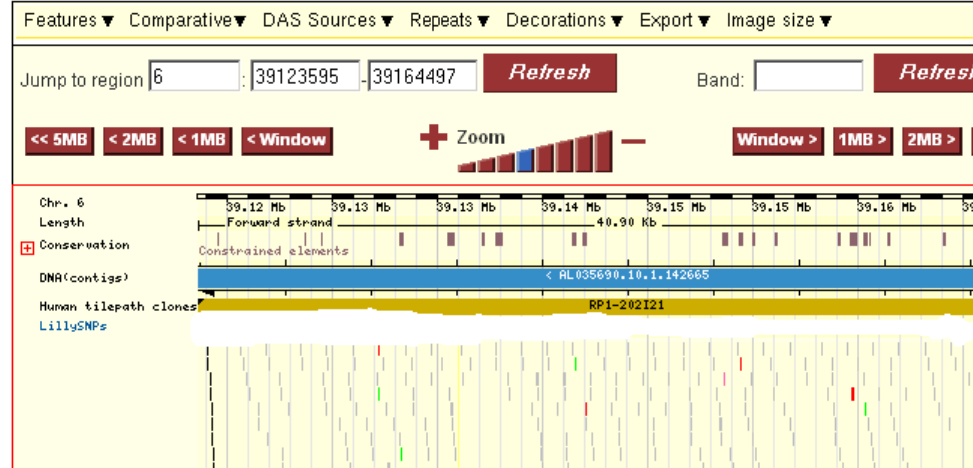 Features ▼ Comparative▼ DAS Sources ▼ Repeats ▼ Decorations ▼ Export ▼ Image size ▼
Jump to region 6 : 39123595 - 39164497 Refresh Band:
<< 5MB < 2MB < 1MB < Window + Zoom − Window > 1MB > 2MB >
Chr. 6 39.12 Mb 39.13 Mb 39.13 Mb 39.14 Mb 39.15 Mb 39.15 Mb 39.16 Mb
Length Forward strand 40.90 Kb
Conservation
Constrained elements
DNA(contigs) < AL035690.10.1.142665
Human tilepath clones RP1-202I21
LillySNPs